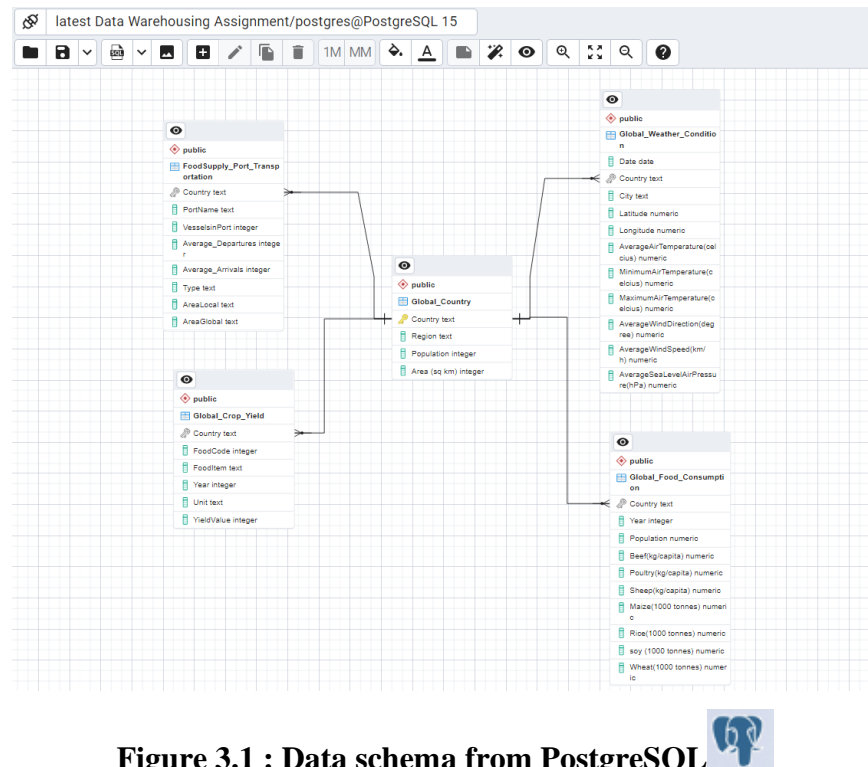 latest Data Warehousing Assignment/postgres@PostgreSQL 15
SQL
1M MM A
public
FoodSupply_Port_Transp
ortation
Country text
PortName text
VesselsinPort integer
Average_Departures intege
r
Average_Arrivals integer
Type text
AreaLocal text
AreaGlobal text
public
Global_Crop_Yield
Country text
FoodCode integer
FoodItem text
Year integer
Unit text
YieldValue integer
public
Global_Country
Country text
Region text
Population integer
Area (sq km) integer
public
Global_Weather_Conditio
n
Date date
Country text
City text
Latitude numeric
Longitude numeric
AverageAirTemperature(cel
cius) numeric
MinimumAirTemperature(c
elcius) numeric
MaximumAirTemperature(c
elcius) numeric
AverageWindDirection(deg
ree) numeric
AverageWindSpeed(km/
h) numeric
AverageSeaLevelAirPressu
re(hPa) numeric
public
Global_Food_Consumpti
on
Country text
Year integer
Population numeric
Beef(kg/capita) numeric
Poultry(kg/capita) numeric
Sheep(kg/capita) numeric
Maize(1000 tonnes) numeri
c
Rice(1000 tonnes) numeric
soy (1000 tonnes) numeric
Wheat(1000 tonnes) numer
ic
Figure 3.1 : Data schema from PostgreSQL